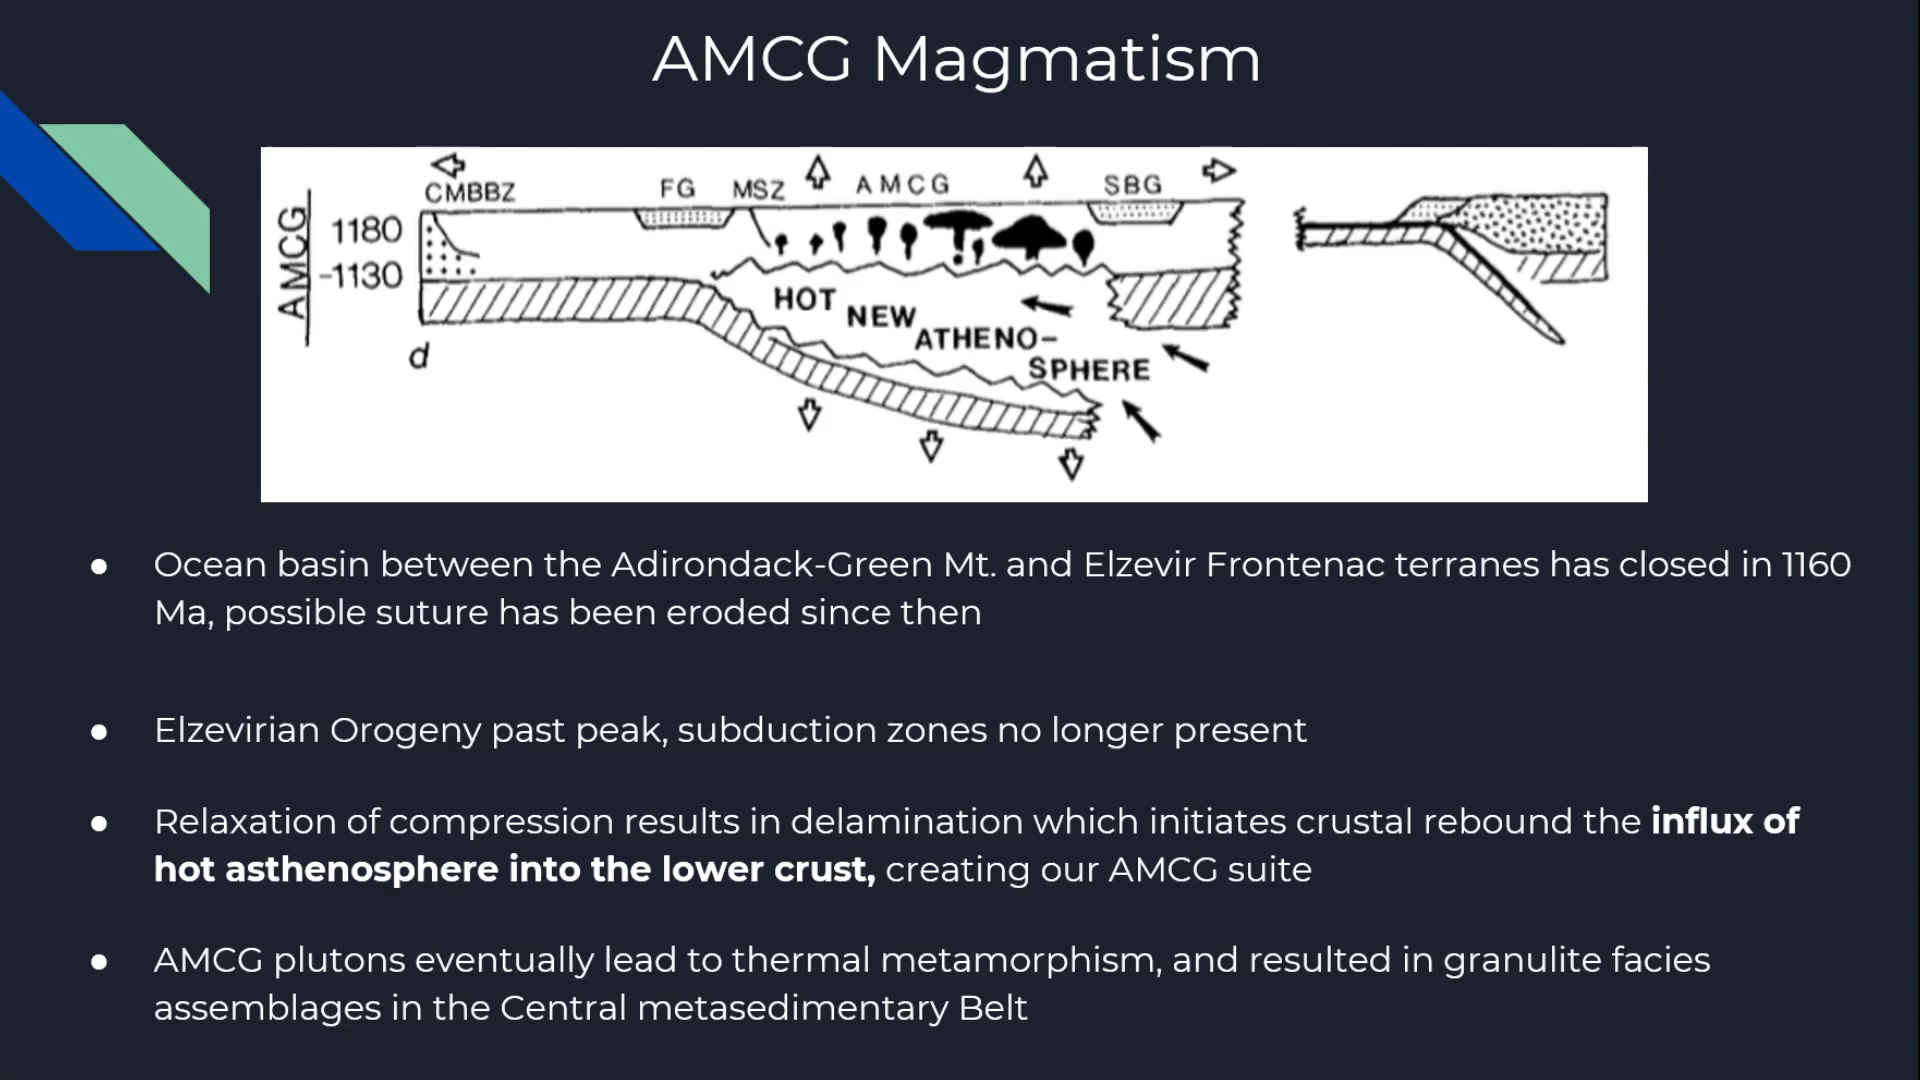 AMCG Magmatism
CMBBZ FG MSZ AMCG SBG
AMCG
1180
-1130
HOT
NEW
ATHENO-
SPHERE
d
● Ocean basin between the Adirondack-Green Mt. and Elzevir Frontenac terranes has closed in 1160
Ma, possible suture has been eroded since then
● Elzevirian Orogeny past peak, subduction zones no longer present
● Relaxation of compression results in delamination which initiates crustal rebound the influx of
hot asthenosphere into the lower crust, creating our AMCG suite
● AMCG plutons eventually lead to thermal metamorphism, and resulted in granulite facies
assemblages in the Central metasedimentary Belt